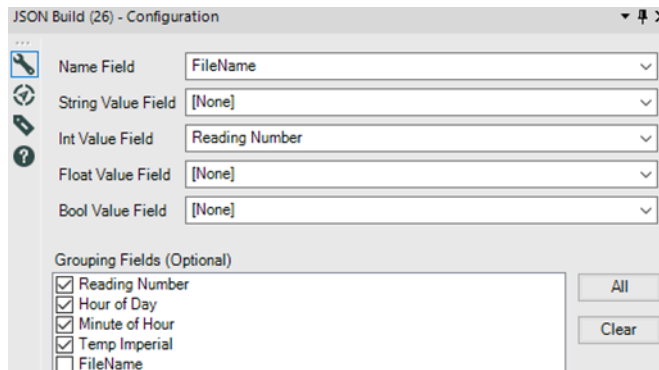 JSON Build (26) - Configuration
Name Field FileName
String Value Field [None]
Int Value Field Reading Number
Float Value Field [None]
Bool Value Field [None]
Grouping Fields (Optional)
Reading Number
All
Hour of Day
Minute of Hour
Clear
Temp Imperial
FileName